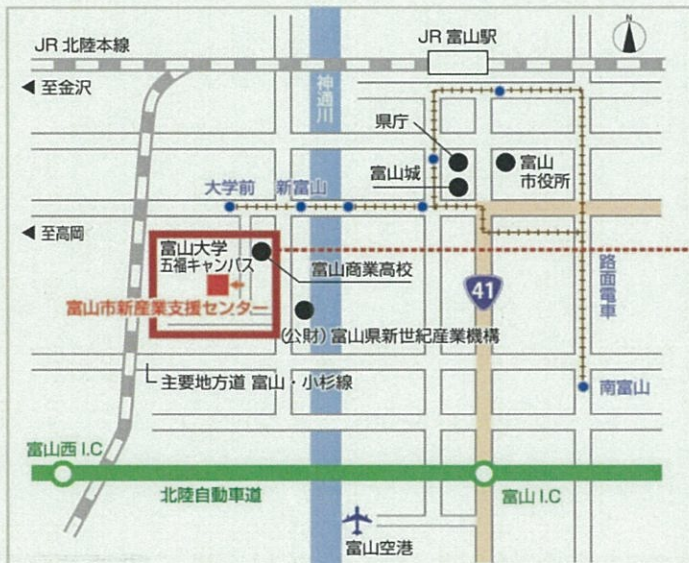 JR 北陸本線
JR 富山駅
N
◀ 至金沢
神通川
県庁
富山城
富山
市役所
大学前
新富山
◀ 至高岡
富山大学
五福キャンパス
富山商業高校
富山市新産業支援センター
41
路面電車
(公財) 富山県新世紀産業機構
主要地方道 富山・小杉線
南富山
富山西 I.C
北陸自動車道
富山 I.C
富山空港